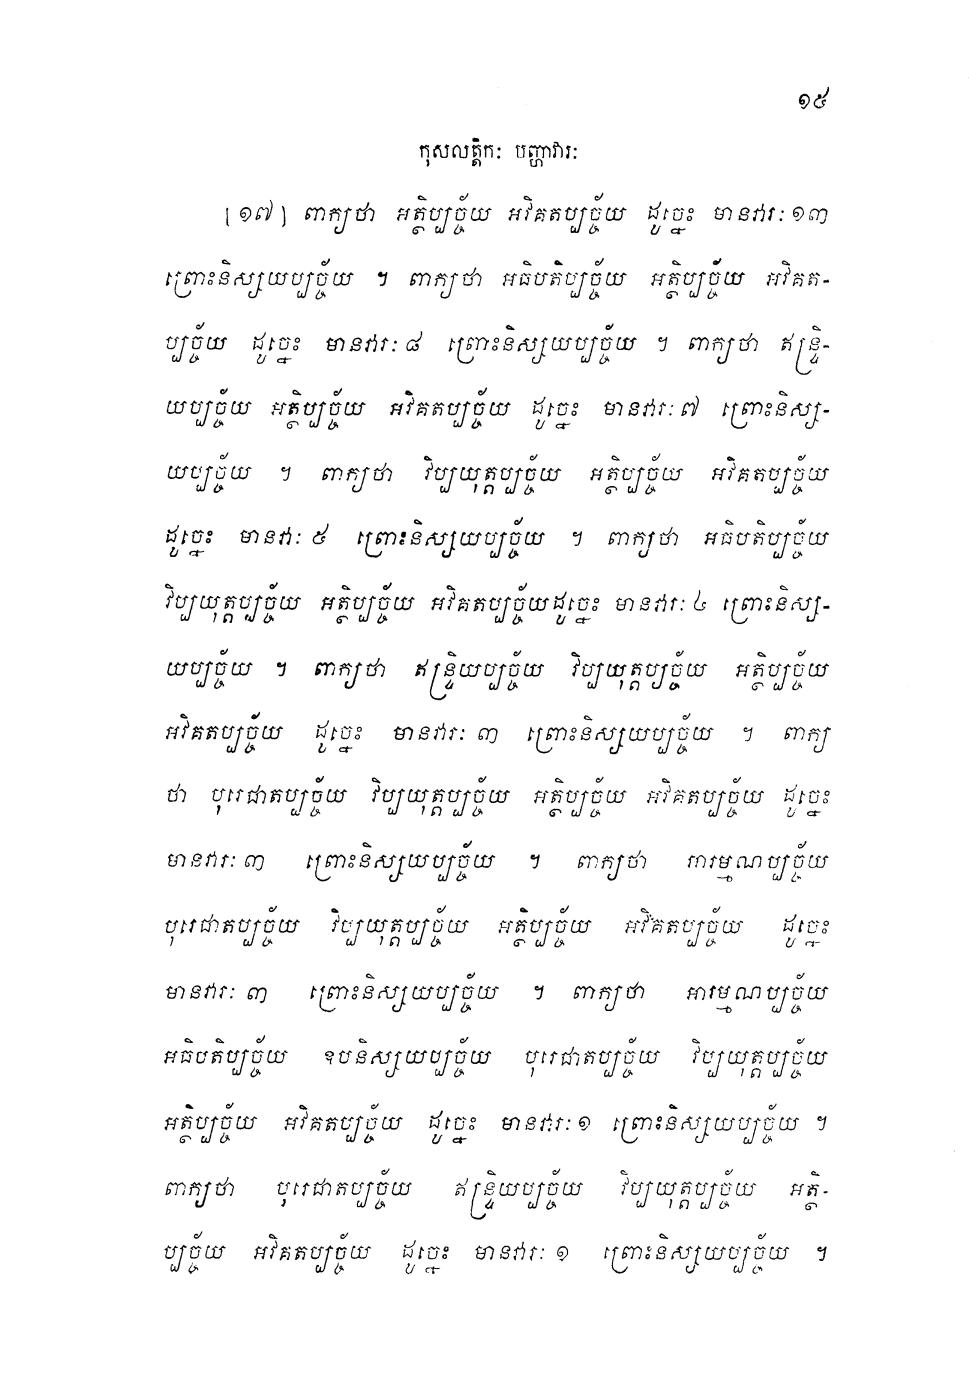 ១៥
កុសលត្តិកៈ បញ្ហាវារៈ
[១៧] ពាក្យថា អត្ថិប្បច្ច័យ អវិគតប្បច្ច័យ ដូច្នេះ មានវារៈ ១៣
ព្រោះនិស្សយប្បច្ច័យ ។ ពាក្យថា អធិបតិប្បច្ច័យ អត្ថិប្បច្ច័យ អវិគត-
ប្បច្ច័យ ដូច្នេះ មានវារៈ ៨ ព្រោះនិស្សយប្បច្ច័យ ។ ពាក្យថា ឥន្ទ្រិ-
យប្បច្ច័យ អត្ថិប្បច្ច័យ អវិគតប្បច្ច័យ ដូច្នេះ មានវារៈ ៧ ព្រោះនិស្ស-
យប្បច្ច័យ ។ ពាក្យថា វិប្បយុត្តប្បច្ច័យ អត្ថិប្បច្ច័យ អវិគតប្បច្ច័យ
ដូច្នេះ មានវារៈ ៥ ព្រោះនិស្សយប្បច្ច័យ ។ ពាក្យថា អធិបតិប្បច្ច័យ
វិប្បយុត្តប្បច្ច័យ អត្ថិប្បច្ច័យ អវិគតប្បច្ច័យដូច្នេះ មានវារៈ ៤ ព្រោះនិស្ស-
យប្បច្ច័យ ។ ពាក្យថា ឥន្ទ្រិយប្បច្ច័យ វិប្បយុត្តប្បច្ច័យ អត្ថិប្បច្ច័យ
អវិគតប្បច្ច័យ ដូច្នេះ មានវារៈ ៣ ព្រោះនិស្សយប្បច្ច័យ ។ ពាក្យ
ថា បុរេជាតប្បច្ច័យ វិប្បយុត្តប្បច្ច័យ អត្ថិប្បច្ច័យ អវិគតប្បច្ច័យ ដូច្នេះ
មានវារៈ ៣ ព្រោះនិស្សយប្បច្ច័យ ។ ពាក្យថា អារម្មណប្បច្ច័យ
បុរេជាតប្បច្ច័យ វិប្បយុត្តប្បច្ច័យ អត្ថិប្បច្ច័យ អវិគតប្បច្ច័យ ដូច្នេះ
មានវារៈ ៣ ព្រោះនិស្សយប្បច្ច័យ ។ ពាក្យថា អារម្មណប្បច្ច័យ
អធិបតិប្បច្ច័យ ឧបនិស្សយប្បច្ច័យ បុរេជាតប្បច្ច័យ វិប្បយុត្តប្បច្ច័យ
អត្ថិប្បច្ច័យ អវិគតប្បច្ច័យ ដូច្នេះ មានវារៈ ១ ព្រោះនិស្សយប្បច្ច័យ ។
ពាក្យថា បុរេជាតប្បច្ច័យ ឥន្ទ្រិយប្បច្ច័យ វិប្បយុត្តប្បច្ច័យ អត្ថិ-
ប្បច្ច័យ អវិគតប្បច្ច័យ ដូច្នេះ មានវារៈ ១ ព្រោះនិស្សយប្បច្ច័យ ។